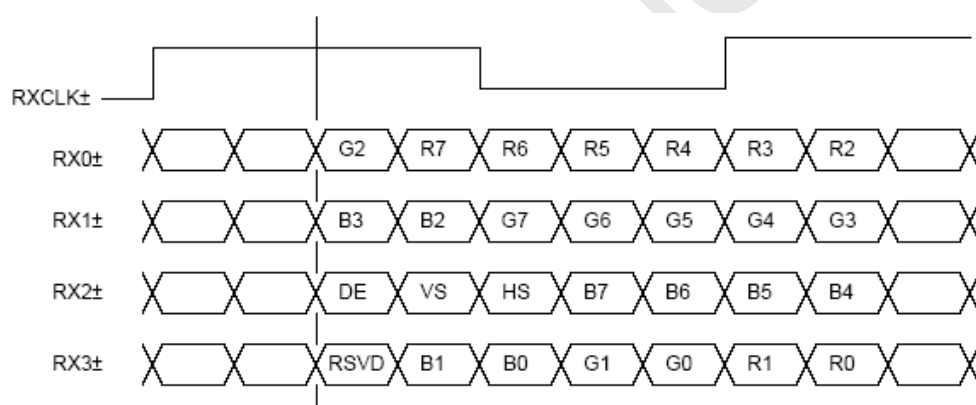 RXCLK±
RX0± G2 R7 R6 R5 R4 R3 R2
RX1± B3 B2 G7 G6 G5 G4 G3
RX2± DE VS HS B7 B6 B5 B4
RX3± RSVD B1 B0 G1 G0 R1 R0